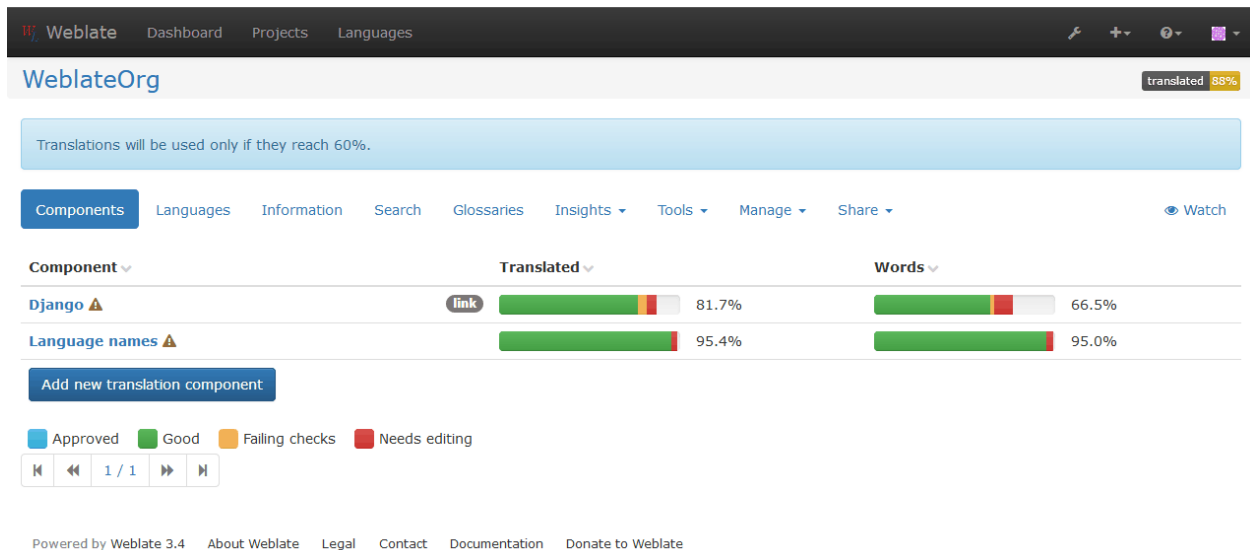 Weblate Dashboard Projects Languages
WeblateOrg translated 88%
Translations will be used only if they reach 60%.
Components Languages Information Search Glossaries Insights Tools Manage Share Watch
Component Translated Words
Django link 81.7% 66.5%
Language names 95.4% 95.0%
Add new translation component
Approved Good Failing checks Needs editing
1 / 1
Powered by Weblate 3.4 About Weblate Legal Contact Documentation Donate to Weblate